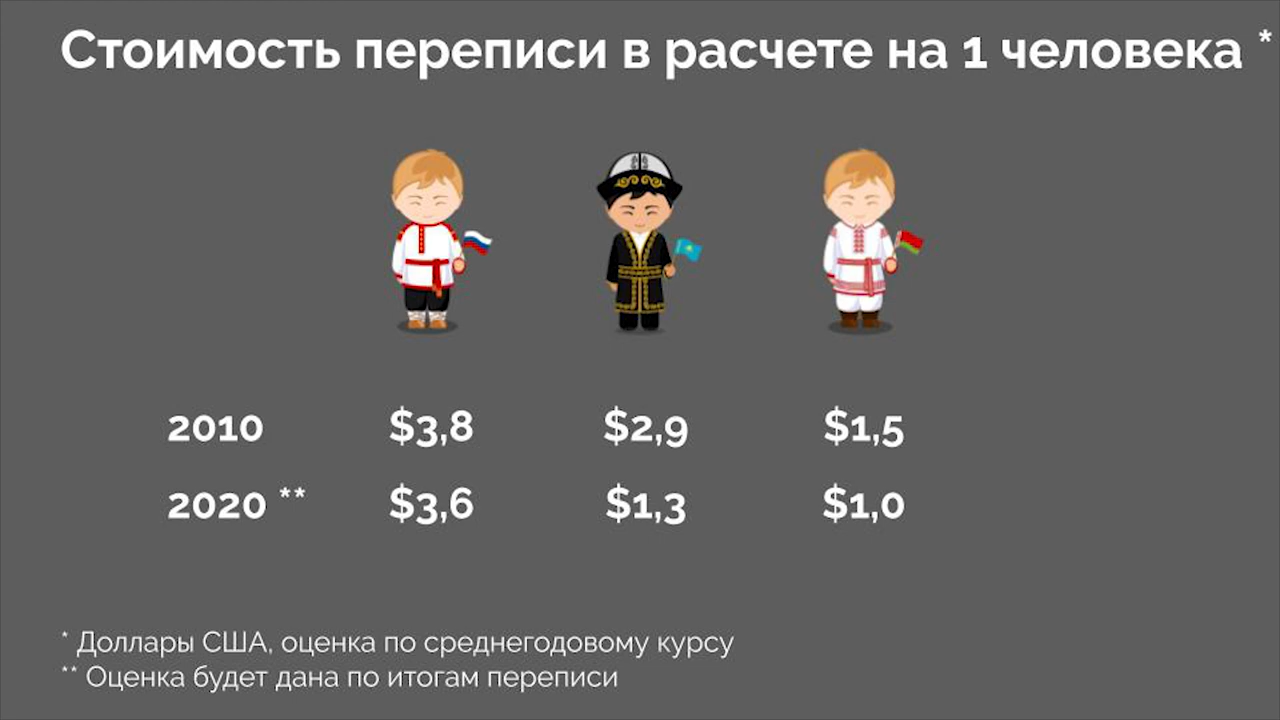 Стоимость переписи в расчете на 1 человека *
2010 $3,8 $2,9 $1,5
2020 ** $3,6 $1,3 $1,0
* Доллары США, оценка по среднегодовому курсу
** Оценка будет дана по итогам переписи